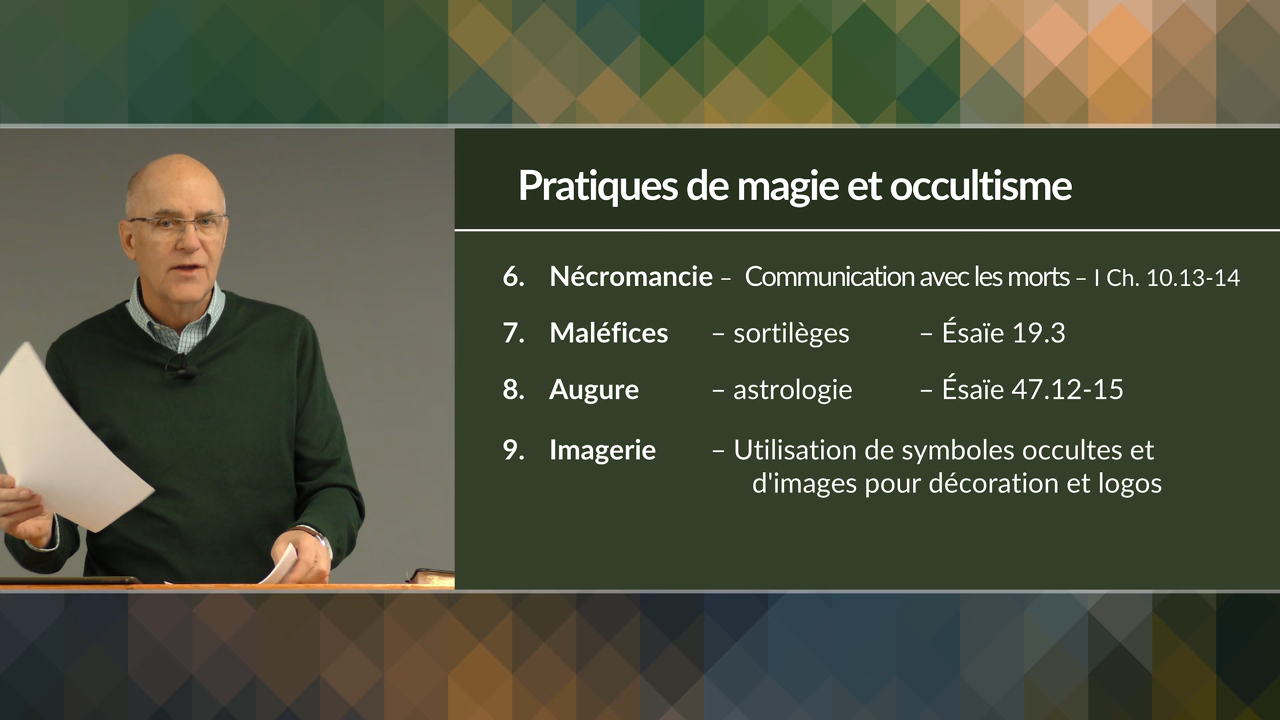 Pratiques de magie et occultisme
6. Nécromancie – Communication avec les morts – I Ch. 10.13-14
7. Maléfices – sortilèges – Ésaïe 19.3
8. Augure – astrologie – Ésaïe 47.12-15
9. Imagerie – Utilisation de symboles occultes et
d'images pour décoration et logos